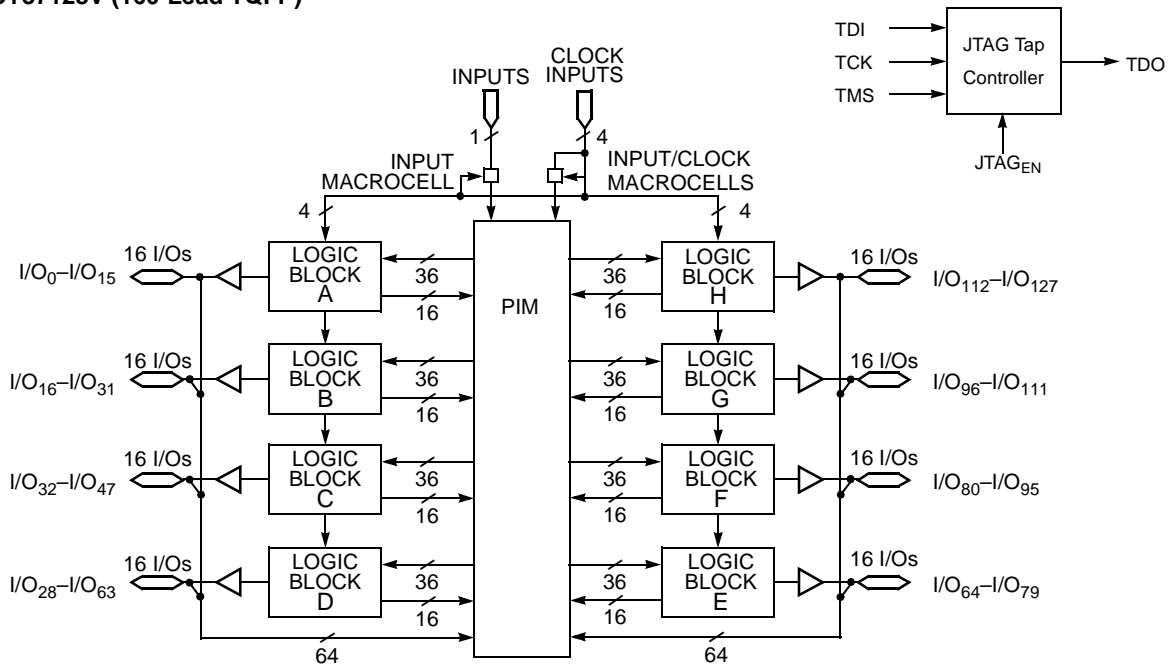 TDI
TCK
TMS
JTAG Tap
Controller
TDO
JTAGEN
INPUTS
CLOCK
INPUTS
1
4
INPUT
MACROCELL
INPUT/CLOCK
MACROCELLS
4
4
PIM
I/O0–I/O15
16 I/Os
LOGIC
BLOCK
A
36
16
36
16
LOGIC
BLOCK
H
16 I/Os
I/O112–I/O127
I/O16–I/O31
16 I/Os
LOGIC
BLOCK
B
36
16
36
16
LOGIC
BLOCK
G
16 I/Os
I/O96–I/O111
I/O32–I/O47
16 I/Os
LOGIC
BLOCK
C
36
16
36
16
LOGIC
BLOCK
F
16 I/Os
I/O80–I/O95
I/O28–I/O63
16 I/Os
LOGIC
BLOCK
D
36
16
36
16
LOGIC
BLOCK
E
16 I/Os
I/O64–I/O79
64
64